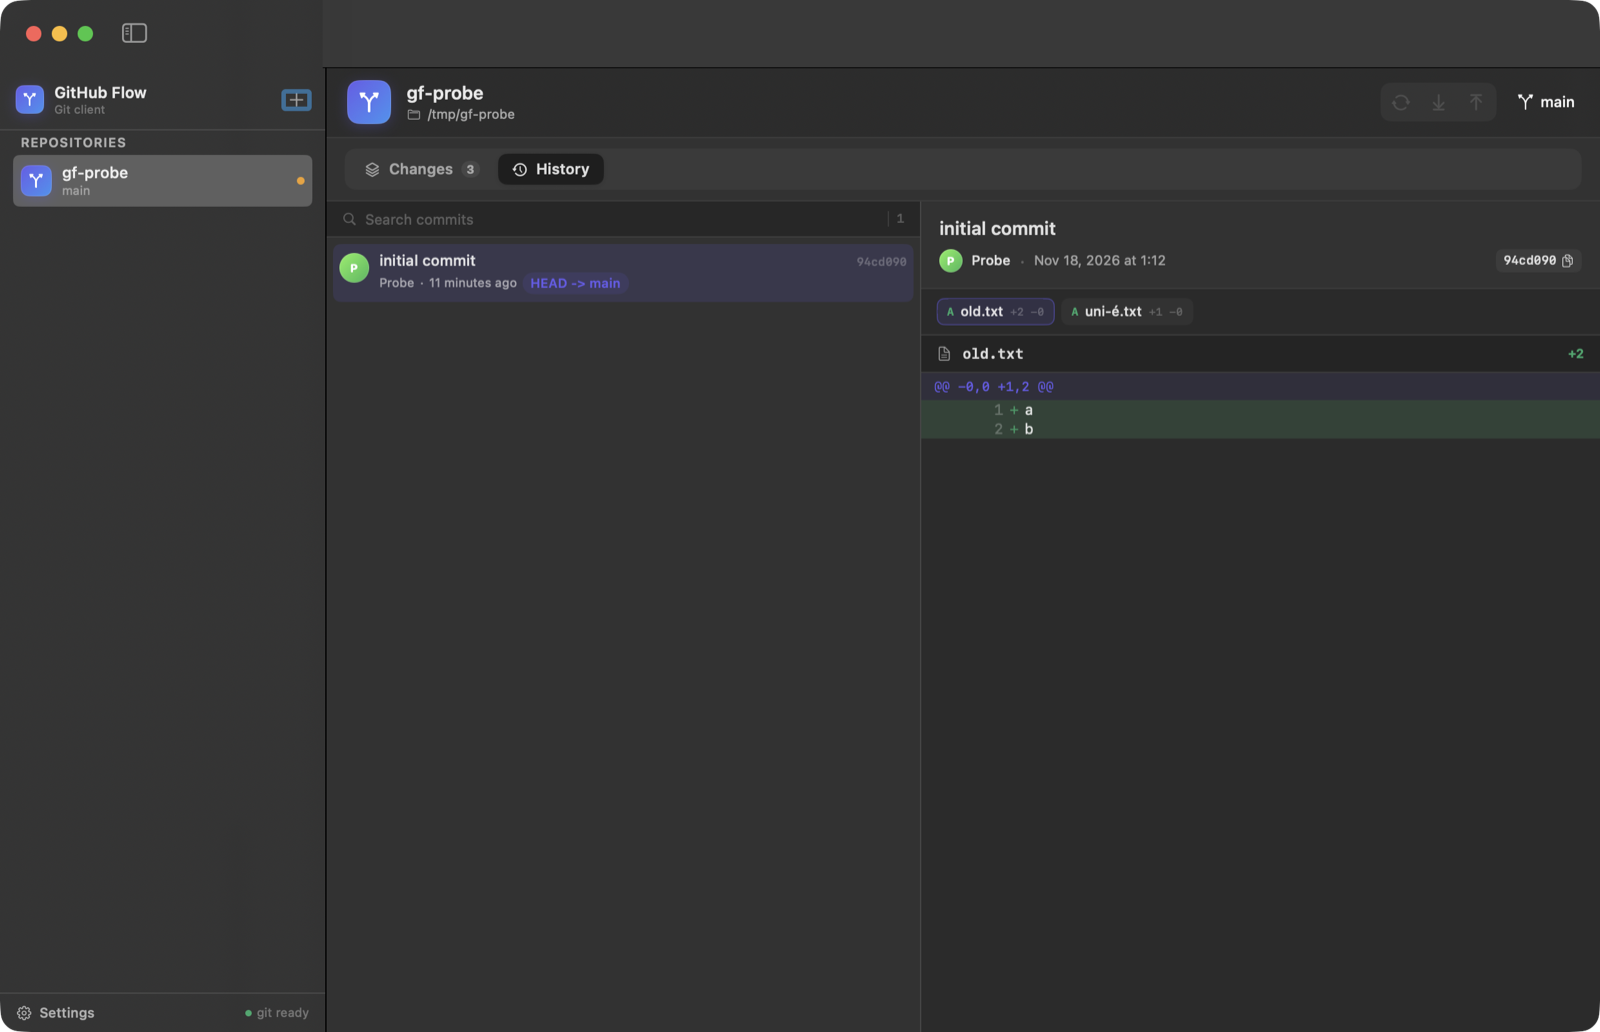 GitHub Flow
Git client
REPOSITORIES
gf-probe
main
Settings
git ready
gf-probe
/tmp/gf-probe
main
Changes 3
History
Search commits
1
initial commit
94cd090
Probe · 11 minutes ago HEAD -> main
initial commit
P Probe · Nov 18, 2026 at 1:12
94cd090
A old.txt +2 −0
A uni-é.txt +1 −0
old.txt
+2
@@ -0,0 +1,2 @@
1 + a
2 + b
P